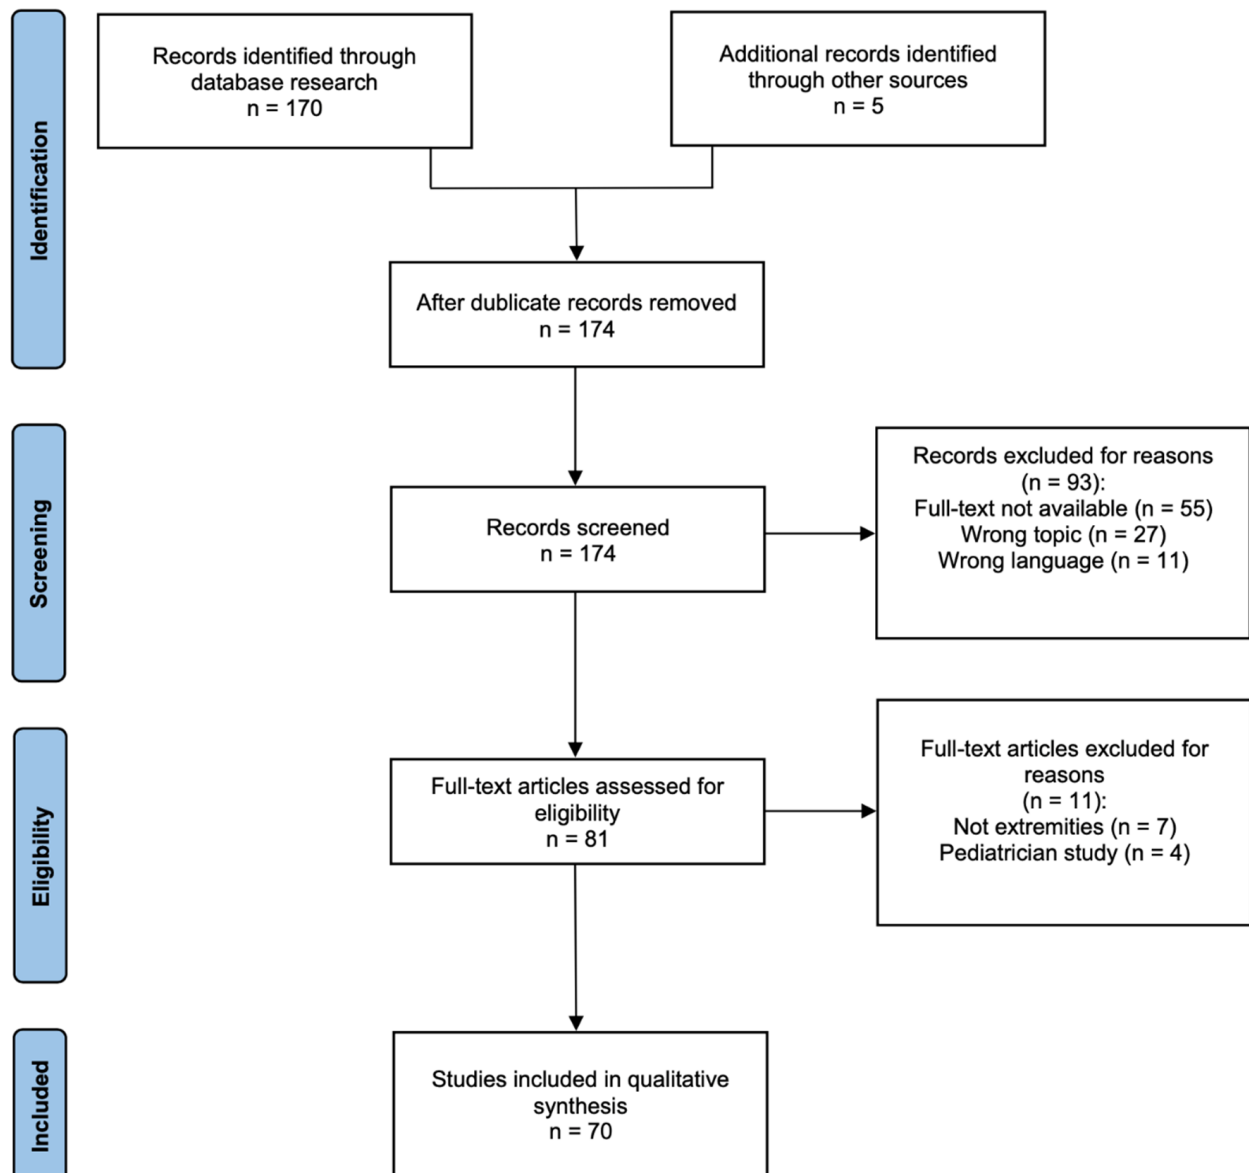 Identification
Records identified through
database research
n = 170
Additional records identified
through other sources
n = 5
After dublicate records removed
n = 174
Screening
Records screened
n = 174
Records excluded for reasons
(n = 93):
Full-text not available (n = 55)
Wrong topic (n = 27)
Wrong language (n = 11)
Eligibility
Full-text articles assessed for
eligibility
n = 81
Full-text articles excluded for
reasons
(n = 11):
Not extremities (n = 7)
Pediatrician study (n = 4)
Included
Studies included in qualitative
synthesis
n = 70